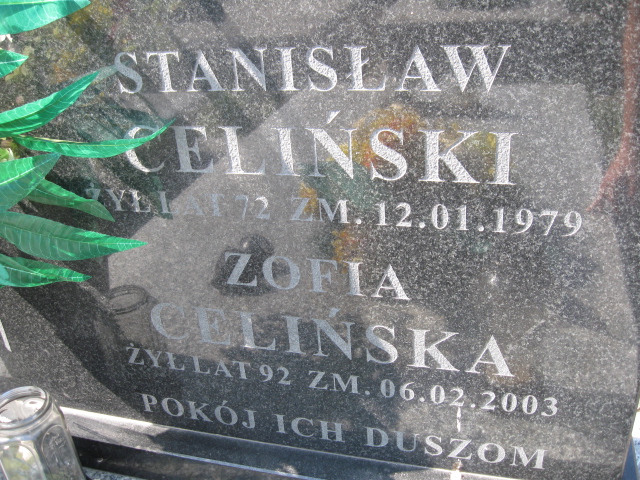 STANISŁAW
CELIŃSKI
ŻYŁ LAT 72 ZM. 12.01.1979
ZOFIA
CELIŃSKA
ŻYŁ LAT 92 ZM. 06.02.2003
POKÓJ ICH DUSZOM